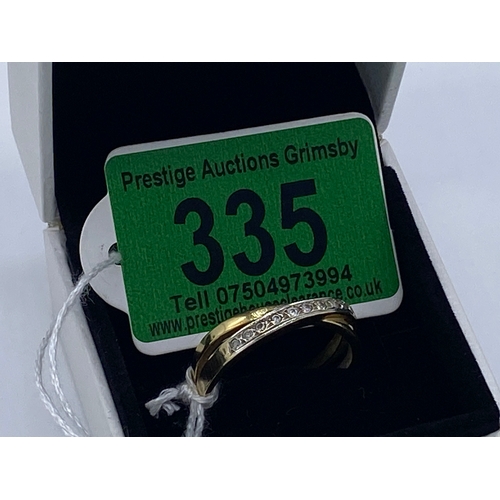 Prestige Auctions Grimsby
335
Tell 07504973994
www.prestigehouseclearance.co.uk